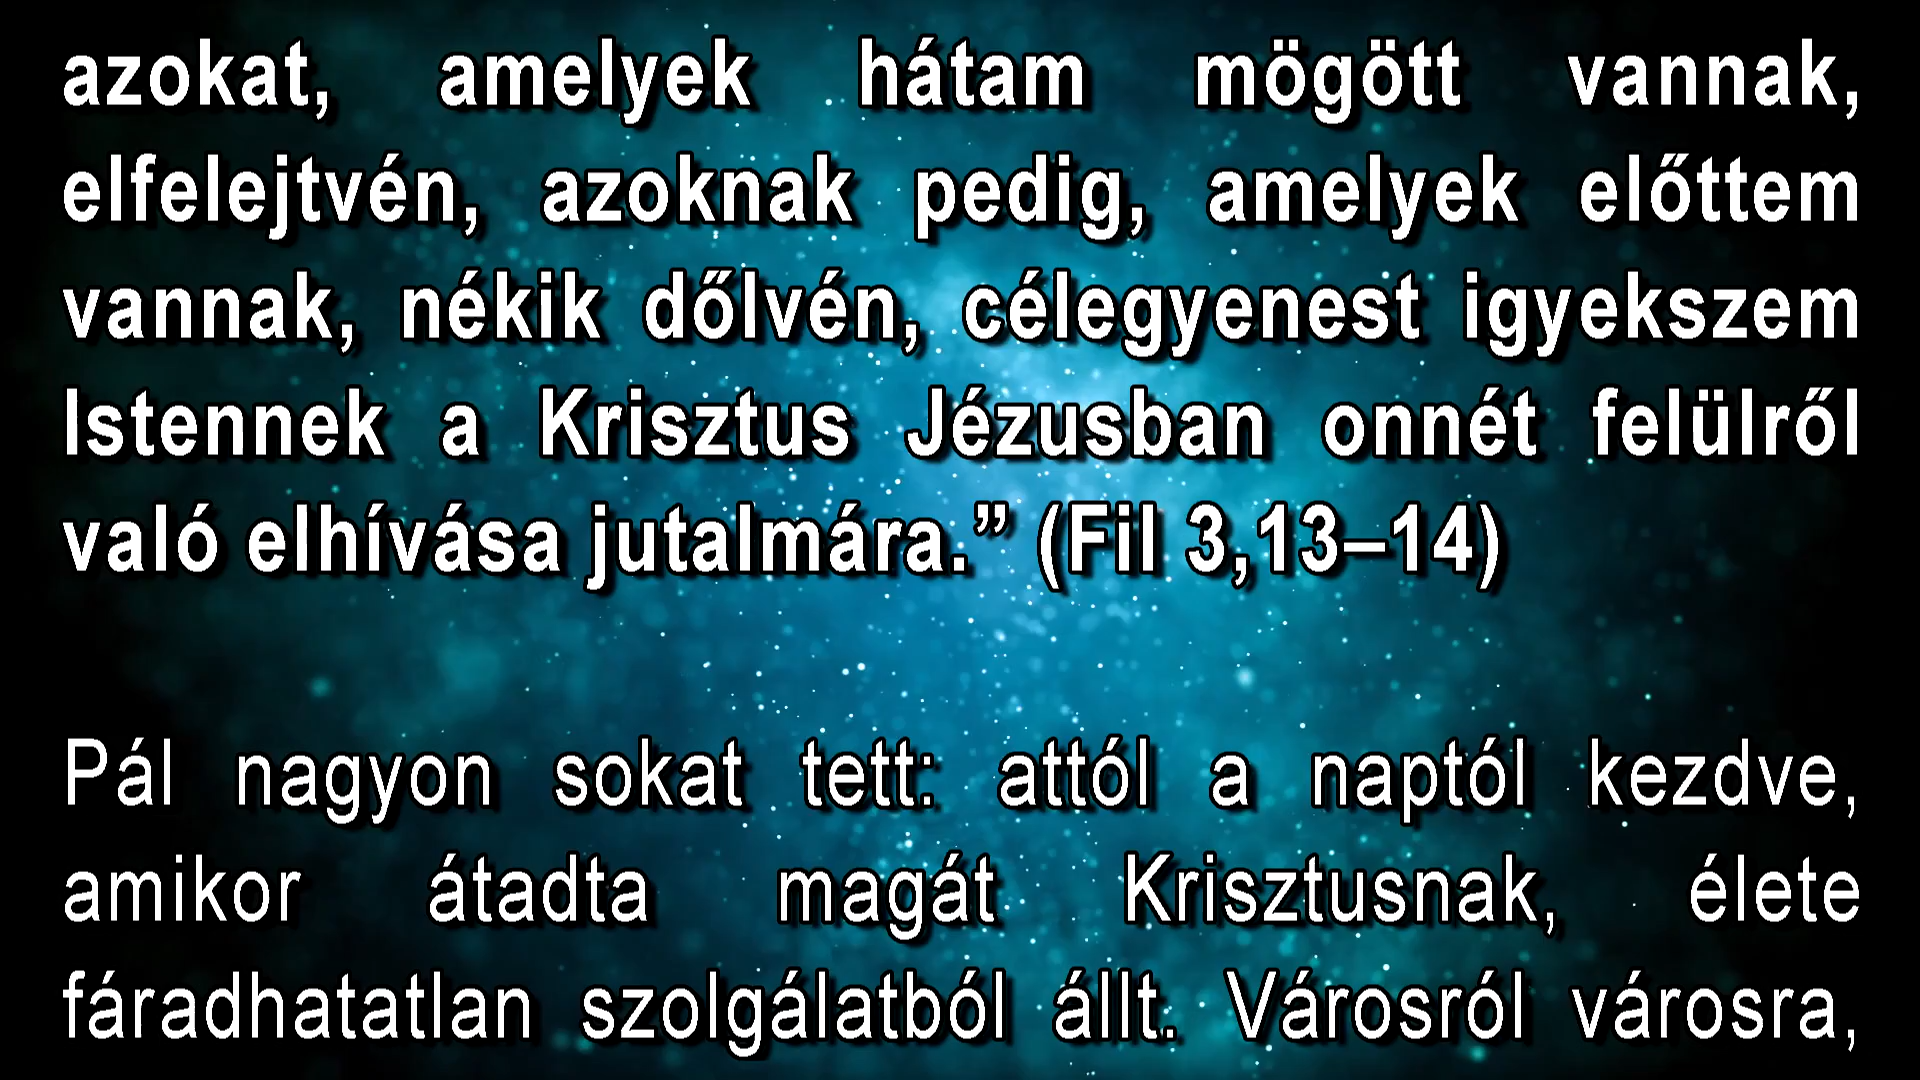 azokat, amelyek hátam mögött vannak,
elfelejtvén, azoknak pedig, amelyek előttem
vannak, nékik dőlvén, célegyenest igyekszem
Istennek a Krisztus Jézusban onnét felülről
való elhívása jutalmára.” (Fil 3,13–14)
Pál nagyon sokat tett: attól a naptól kezdve,
amikor átadta magát Krisztusnak, élete
fáradhatatlan szolgálatból állt. Városról városra,